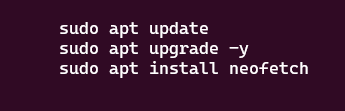 sudo apt update
sudo apt upgrade -y
sudo apt install neofetch